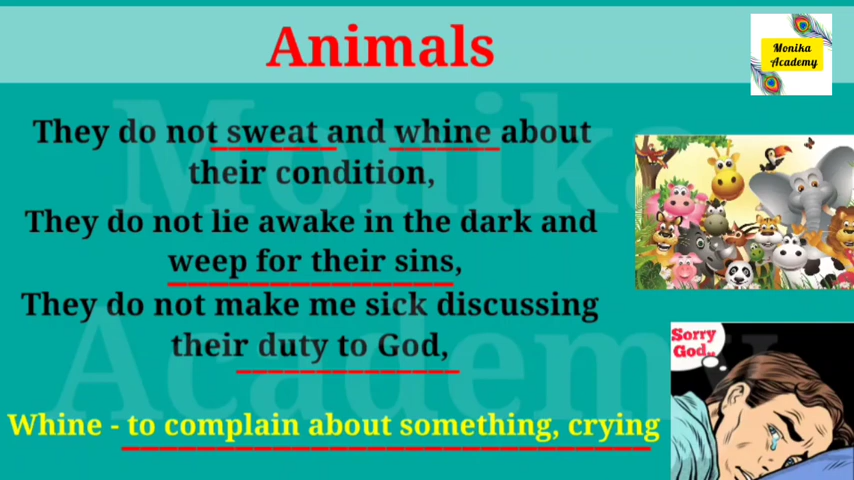 Animals
Monika
Academy
They do not sweat and whine about
their condition,
They do not lie awake in the dark and
weep for their sins,
They do not make me sick discussing
their duty to God,
Sorry
God..
Whine - to complain about something, crying
Monika
Academy